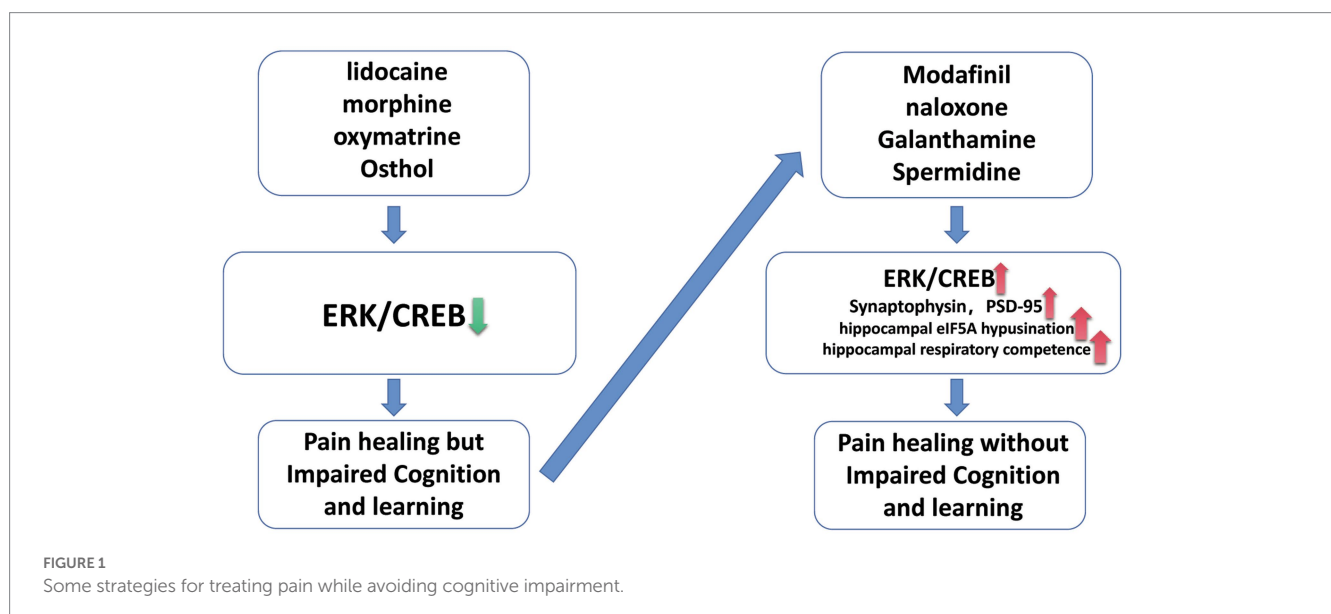 lidocaine
morphine
oxymatrine
Osthol
ERK/CREB
Pain healing but
Impaired Cognition
and learning
Modafinil
naloxone
Galanthamine
Spermidine
ERK/CREB
Synaptophysin, PSD-95
hippocampal eIF5A hypusination
hippocampal respiratory competence
Pain healing without
Impaired Cognition
and learning
FIGURE 1
Some strategies for treating pain while avoiding cognitive impairment.